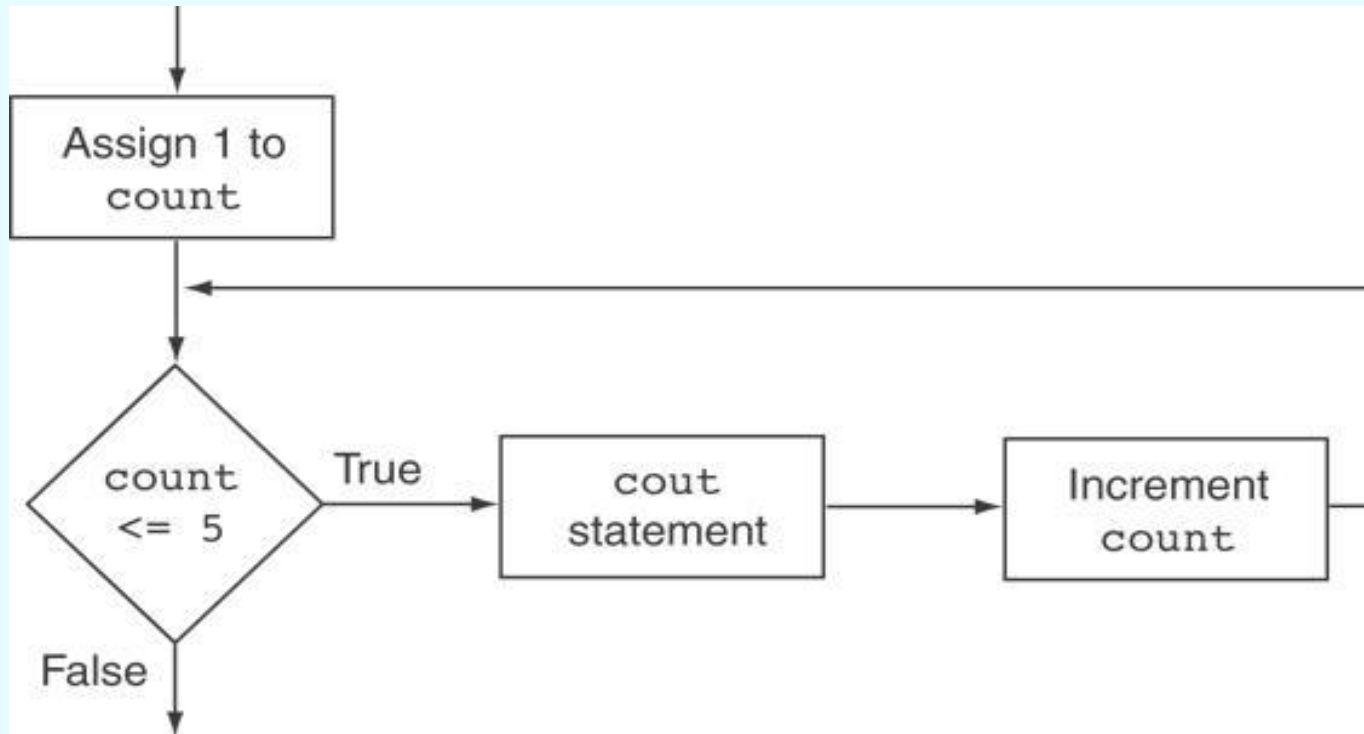 Assign 1 to
count
count
<= 5
True
cout
statement
Increment
count
False